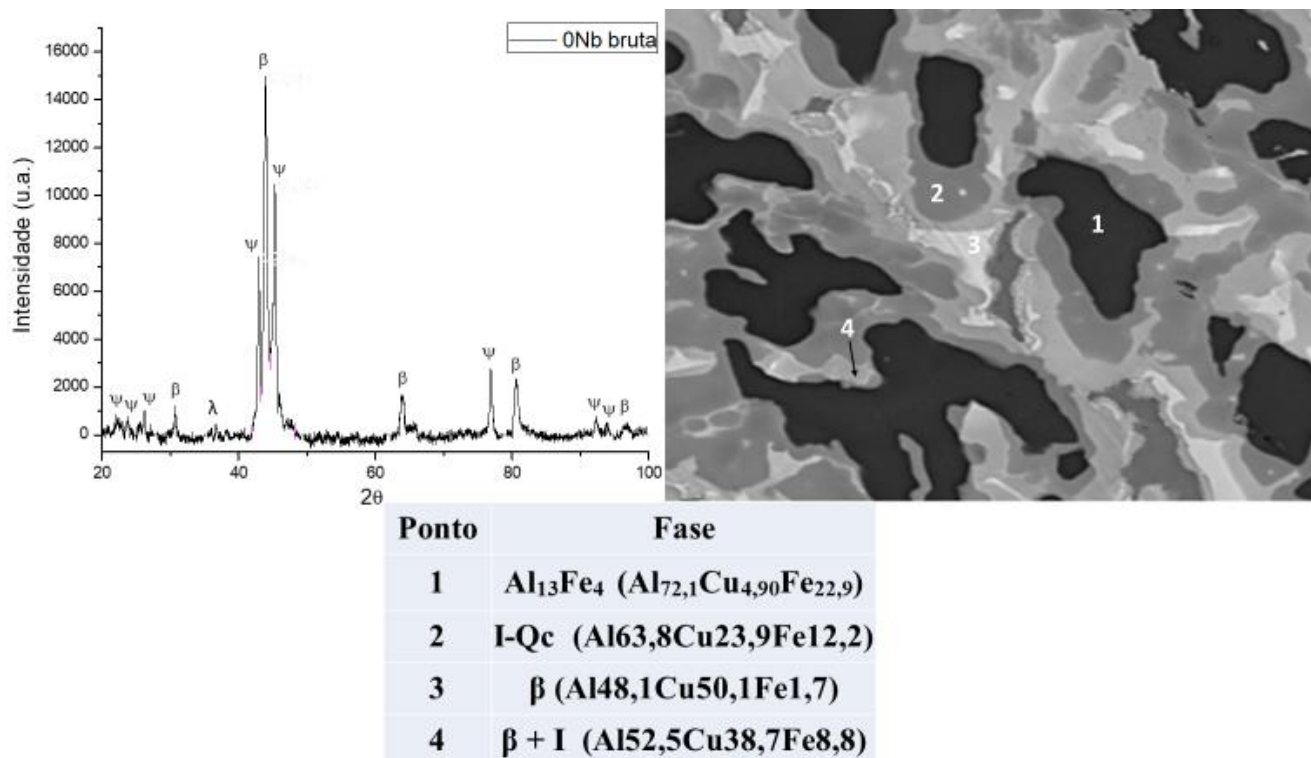 0Nb bruta
Intensidade (u.a.)
16000
14000
12000
10000
8000
6000
4000
2000
0
β
ψ
ψ
ψ ψ ψ β λ β ψ β ψ ψ β
20 40 60 80 100
2θ
2
1
3
4
Ponto Fase
1 Al₁₃Fe₄ (Al₇₂,₁Cu₄,₉₀Fe₂₂,₉)
2 I-Qc (Al63,8Cu23,9Fe12,2)
3 β (Al48,1Cu50,1Fe1,7)
4 β + I (Al52,5Cu38,7Fe8,8)